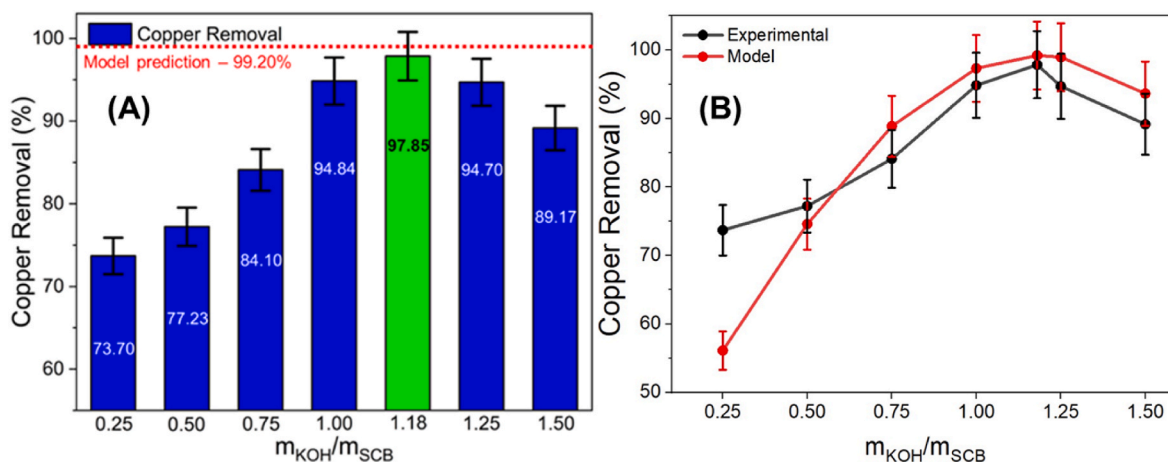 Copper Removal
Model prediction – 99.20%
(A)
Copper Removal (%)
100
90
80
70
60
73.70
77.23
84.10
94.84
97.85
94.70
89.17
0.25 0.50 0.75 1.00 1.18 1.25 1.50
mKOH/mSCB
Experimental
Model
(B)
Copper Removal (%)
100
90
80
70
60
50
0.25 0.50 0.75 1.00 1.25 1.50
mKOH/mSCB